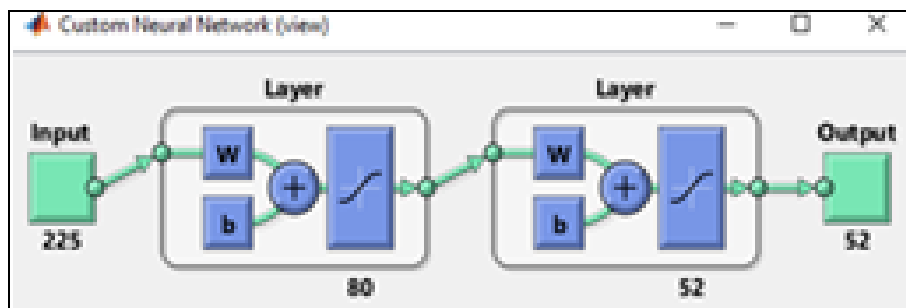 Custom Neural Network (view)
Layer
Layer
Input
W
b
+
W
b
+
Output
225
80
52
52